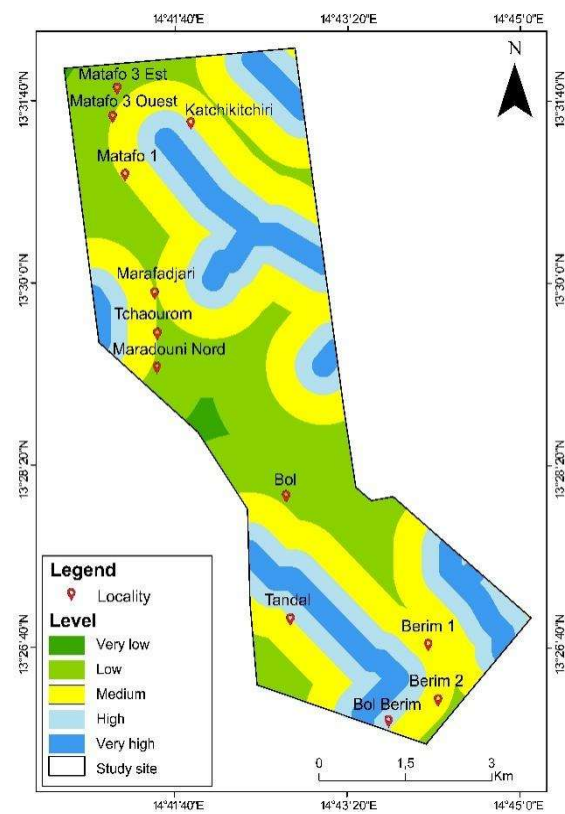 14°41'40"E 14°43'20"E 14°45'0"E
N
Matafo 3 Est
13°31'40"N 13°31'40"N
Matafo 3 Ouest
Katchikitchiri
Matafo 1
Marafadjari
13°30'0"N 13°30'0"N
Tchaourom
Maradouni Nord
13°28'20"N 13°28'20"N
Bol
Legend
Locality
Level
Very low
Low
Medium
High
Very high
Study site
Tandal
Berim 1
13°26'40"N 13°26'40"N
Berim 2
Bol Berim
0 1,5 3
Km
14°41'40"E 14°43'20"E 14°45'0"E